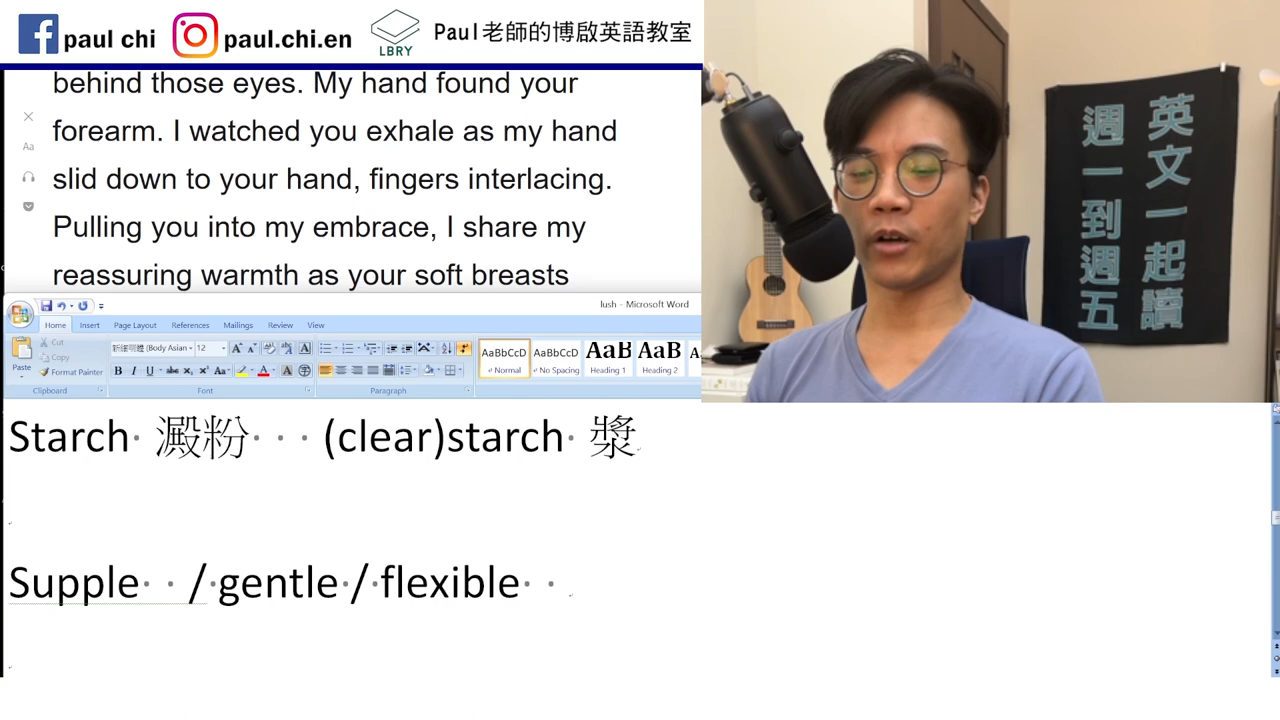 paul chi
paul.chi.en
LBRY
Paul老師的博啟英語教室
behind those eyes. My hand found your
forearm. I watched you exhale as my hand
slid down to your hand, fingers interlacing.
Pulling you into my embrace, I share my
reassuring warmth as your soft breasts
英文一起讀
週一到週五
lush - Microsoft Word
Home Insert Page Layout References Mailings Review View
Paste
Cut
Copy
Format Painter
Clipboard
(Body Asian 12
Font
Paragraph
AaBbCcD AaBbCcD AaB AaB
Normal No Spacing Heading 1 Heading 2
Starch 澱粉 (clear)starch 漿
Supple / gentle / flexible